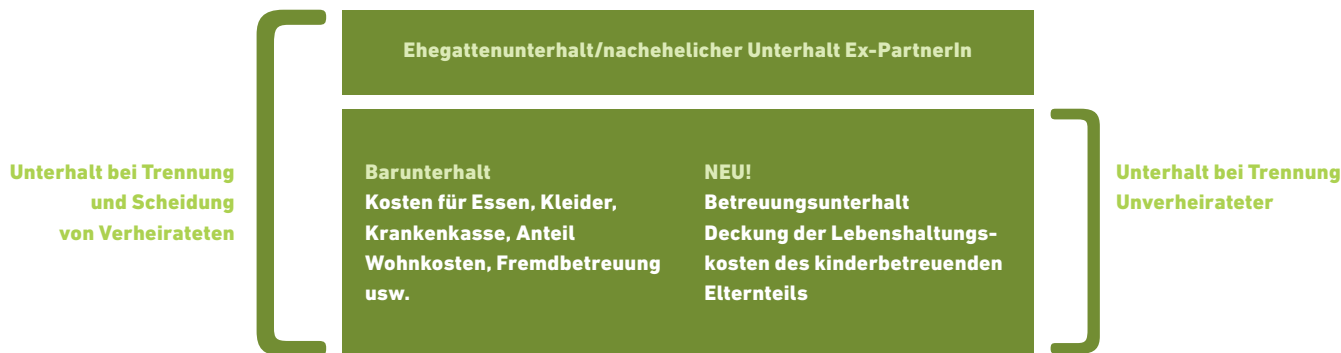 Ehegattenunterhalt/nachehelicher Unterhalt Ex-PartnerIn
Unterhalt bei Trennung
und Scheidung
von Verheirateten
Barunterhalt
Kosten für Essen, Kleider,
Krankenkasse, Anteil
Wohnkosten, Fremdbetreuung
usw.
NEU!
Betreuungsunterhalt
Deckung der Lebenshaltungs-
kosten des kinderbetreuenden
Elternteils
Unterhalt bei Trennung
Unverheirateter